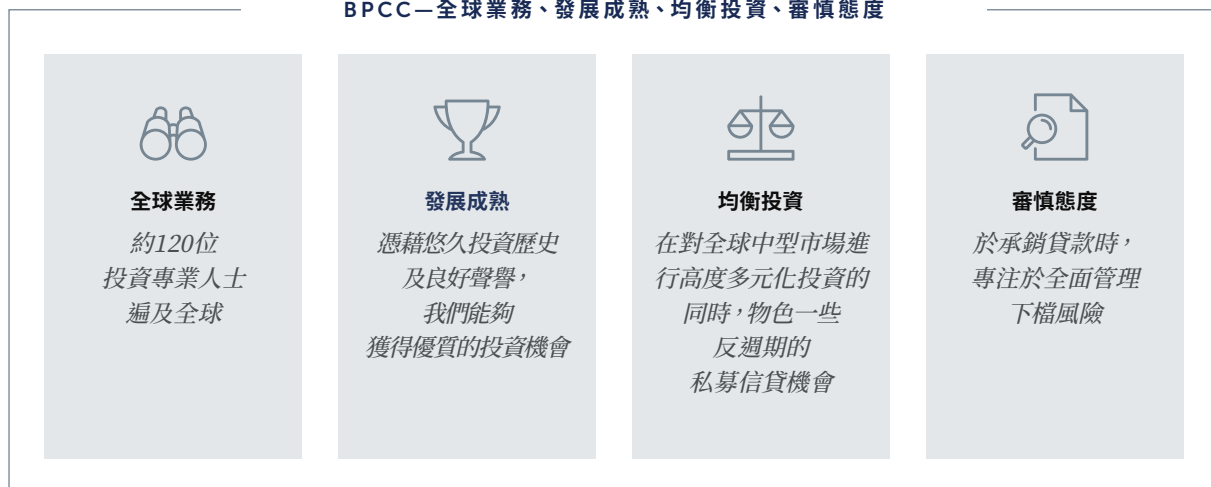 BPCC—全球業務、發展成熟、均衡投資、審慎態度
全球業務
約120位
投資專業人士
遍及全球
發展成熟
憑藉悠久投資歷史
及良好聲譽，
我們能夠
獲得優質的投資機會
均衡投資
在對全球中型市場進
行高度多元化投資的
同時，物色一些
反週期的
私募信貸機會
審慎態度
於承銷貸款時，
專注於全面管理
下檔風險